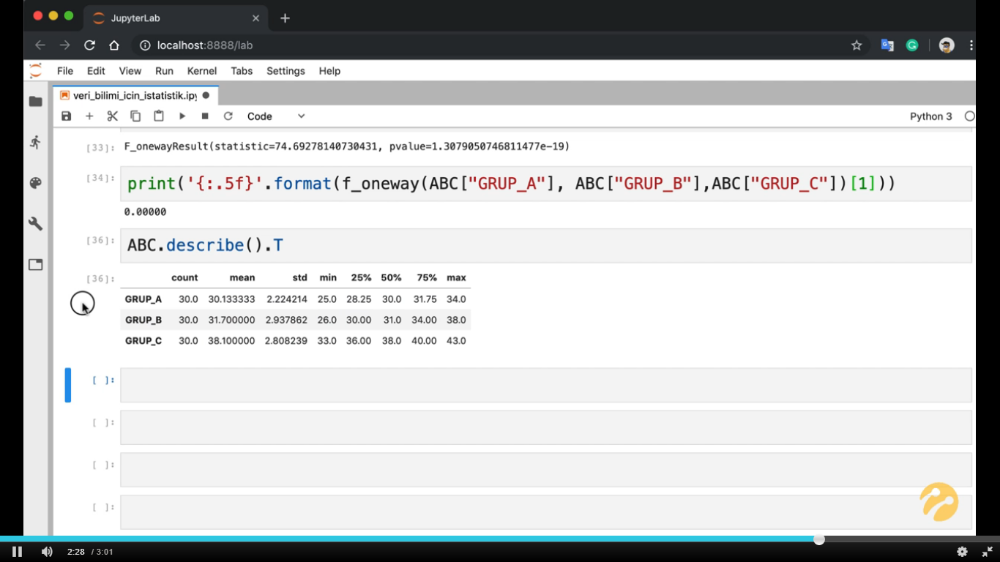 JupyterLab
localhost:8888/lab
File Edit View Run Kernel Tabs Settings Help
veri_bilimi_icin_istatistik.ipy
Code Python 3
[33]: F_onewayResult(statistic=74.69278140730431, pvalue=1.3079050746811477e-19)
[34]: print('{:.5f}'.format(f_oneway(ABC["GRUP_A"], ABC["GRUP_B"],ABC["GRUP_C"])[1]))
0.00000
[36]: ABC.describe().T
[36]: count mean std min 25% 50% 75% max
GRUP_A 30.0 30.133333 2.224214 25.0 28.25 30.0 31.75 34.0
GRUP_B 30.0 31.700000 2.937862 26.0 30.00 31.0 34.00 38.0
GRUP_C 30.0 38.100000 2.808239 33.0 36.00 38.0 40.00 43.0
[ ]:
[ ]:
[ ]:
[ ]:
2:28 / 3:01